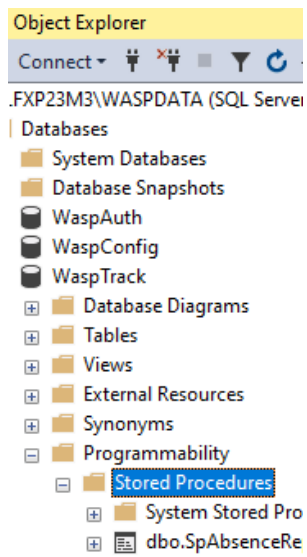 Object Explorer
Connect
.FXP23M3\WASPDATA (SQL Server
Databases
System Databases
Database Snapshots
WaspAuth
WaspConfig
WaspTrack
Database Diagrams
Tables
Views
External Resources
Synonyms
Programmability
Stored Procedures
System Stored Pro
dbo.SpAbsenceRe